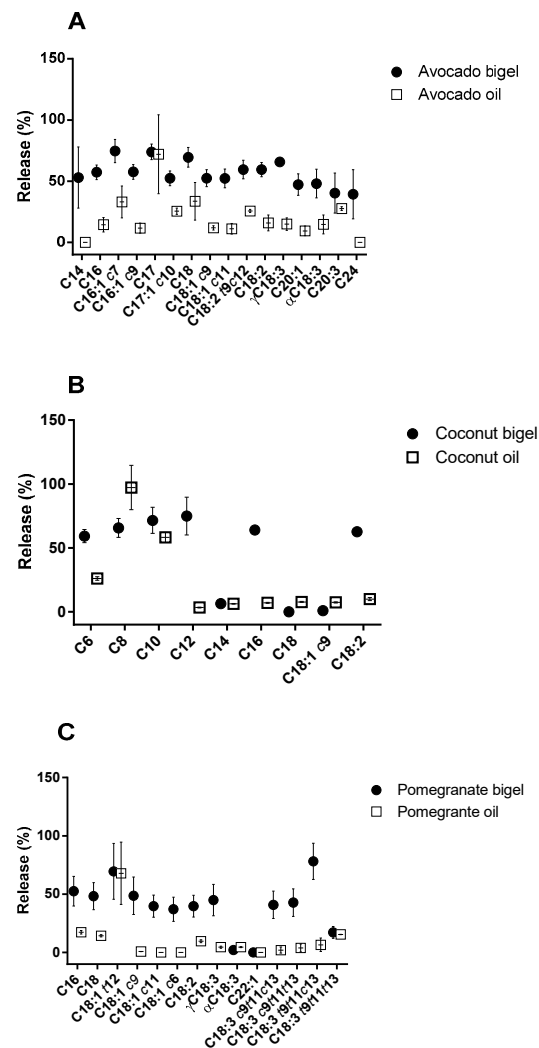 A
150
100
50
0
Release (%)
Avocado bigel
Avocado oil
C14
C16
C16:1 c7
C16:1 c9
C17
C17:1 c10
C18
C18:1 c9
C18:1 c11
C18:2 t9c12
C18:2
γC18:3
C20:1
αC18:3
C20:3
C24
B
150
100
50
0
Release (%)
Coconut bigel
Coconut oil
C6
C8
C10
C12
C14
C16
C18
C18:1 c9
C18:2
C
150
100
50
0
Release (%)
Pomegranate bigel
Pomegrante oil
C16
C18
C18:1 t12
C18:1 c9
C18:1 c11
C18:1 c6
C18:2
γC18:3
αC18:3
C22:1
C18:3 c9t11c13
C18:3 c9t11t13
C18:3 t9t11c13
C18:3 t9t11t13